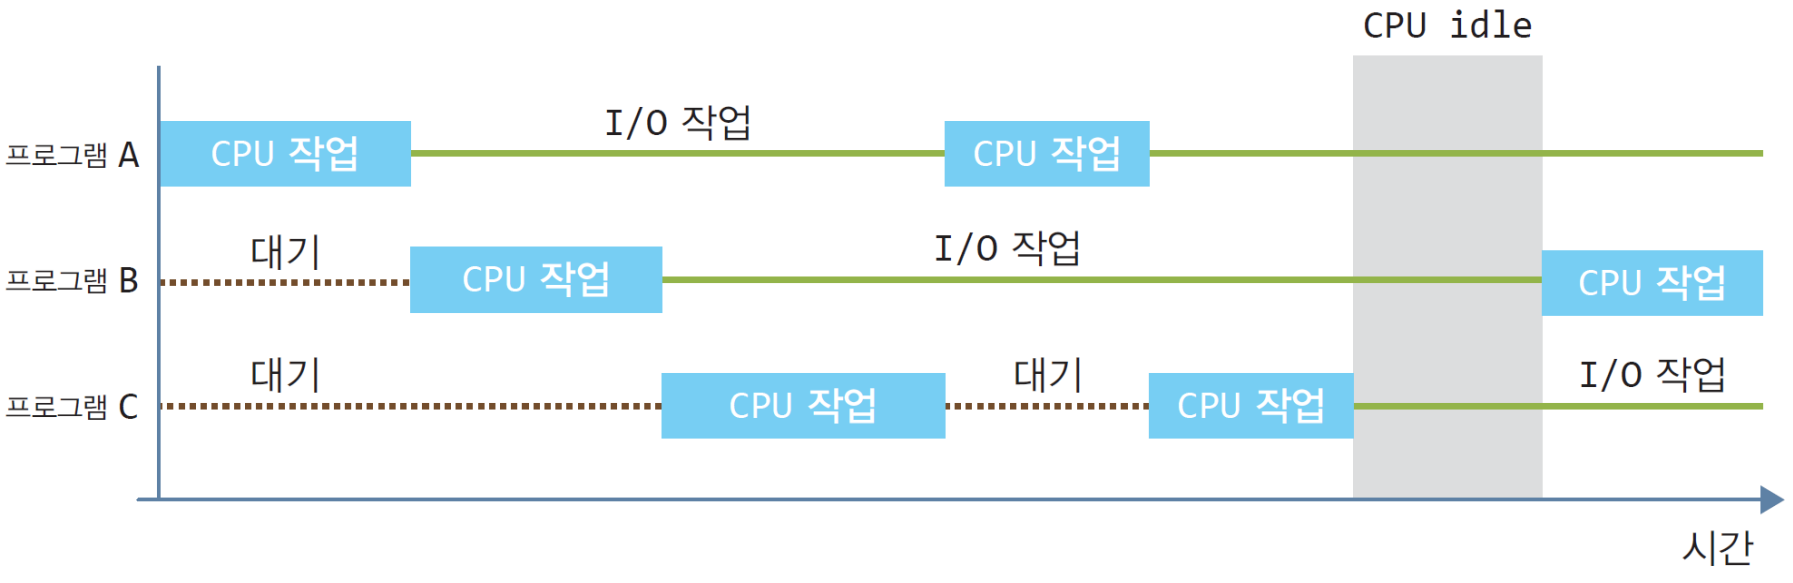 CPU idle
I/O 작업
프로그램 A
CPU 작업
CPU 작업
대기
I/O 작업
프로그램 B
CPU 작업
CPU 작업
대기
대기
I/O 작업
프로그램 C
CPU 작업
CPU 작업
시간